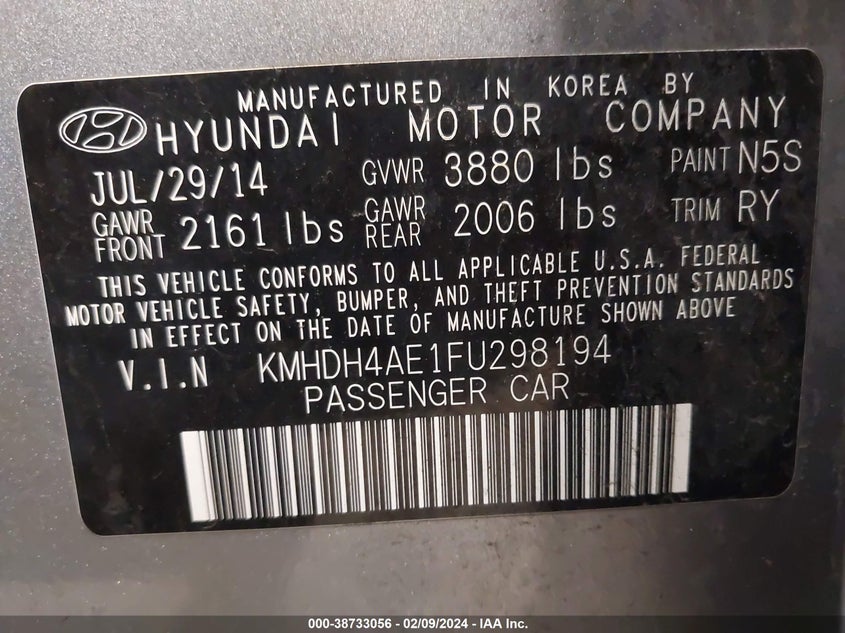 MANUFACTURED IN KOREA BY
HYUNDAI MOTOR COMPANY
JUL/29/14 GVWR 3880 lbs PAINT N5S
GAWR FRONT 2161 lbs GAWR REAR 2006 lbs TRIM RY
THIS VEHICLE CONFORMS TO ALL APPLICABLE U.S.A. FEDERAL
MOTOR VEHICLE SAFETY, BUMPER, AND THEFT PREVENTION STANDARDS
IN EFFECT ON THE DATE OF MANUFACTURE SHOWN ABOVE
V.I.N KMHDH4AE1FU298194
PASSENGER CAR
000-38733056 - 02/09/2024 - IAA Inc.